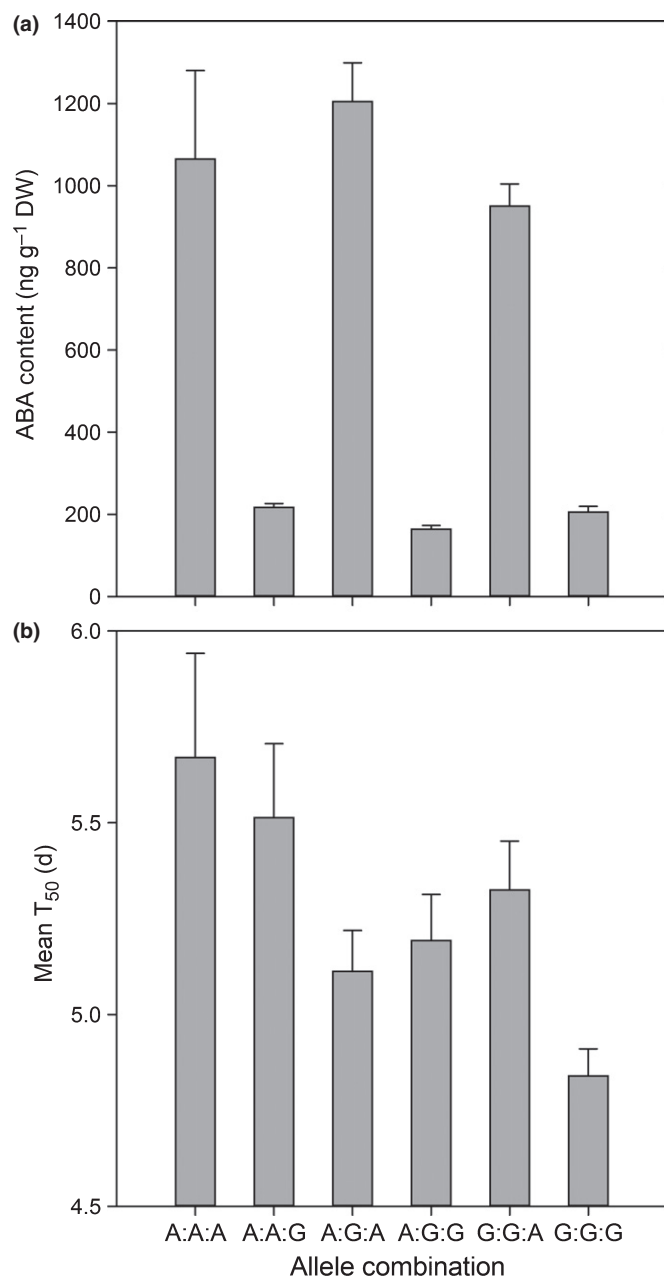 (a)
1400
1200
1000
800
600
400
200
0
ABA content (ng g⁻¹ DW)
(b)
6.0
5.5
5.0
4.5
Mean T₅₀ (d)
A:A:A A:A:G A:G:A A:G:G G:G:A G:G:G
Allele combination